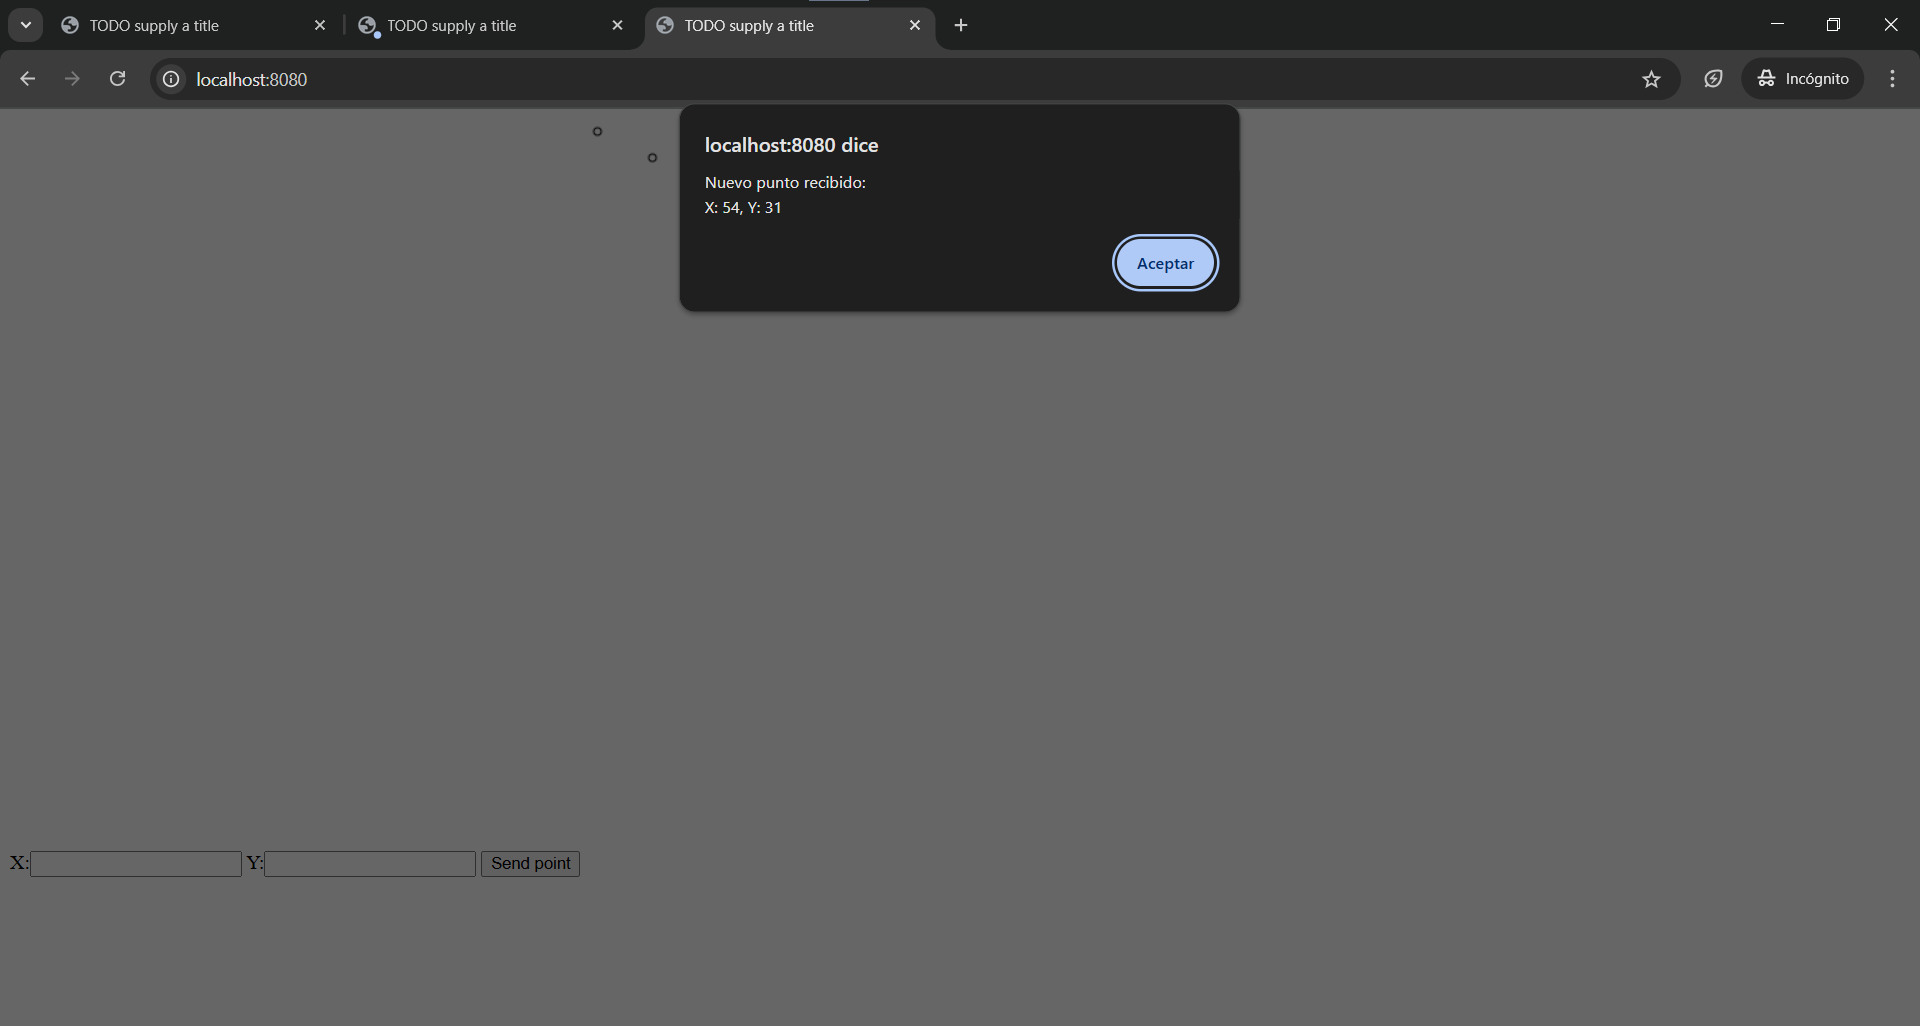 TODO supply a title
TODO supply a title
TODO supply a title
localhost:8080
Incógnito
localhost:8080 dice
Nuevo punto recibido:
X: 54, Y: 31
Aceptar
X: Y: Send point